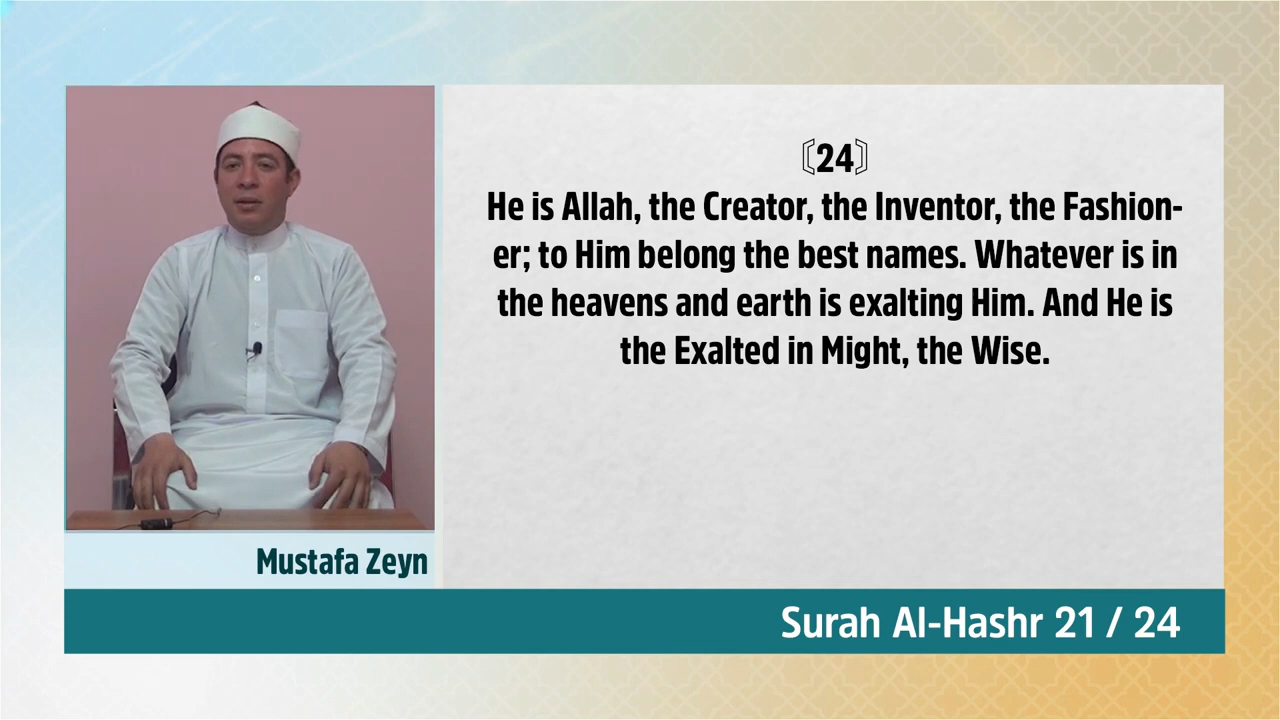 〘24〙
He is Allah, the Creator, the Inventor, the Fashion-
er; to Him belong the best names. Whatever is in
the heavens and earth is exalting Him. And He is
the Exalted in Might, the Wise.
Mustafa Zeyn
Surah Al-Hashr 21 / 24